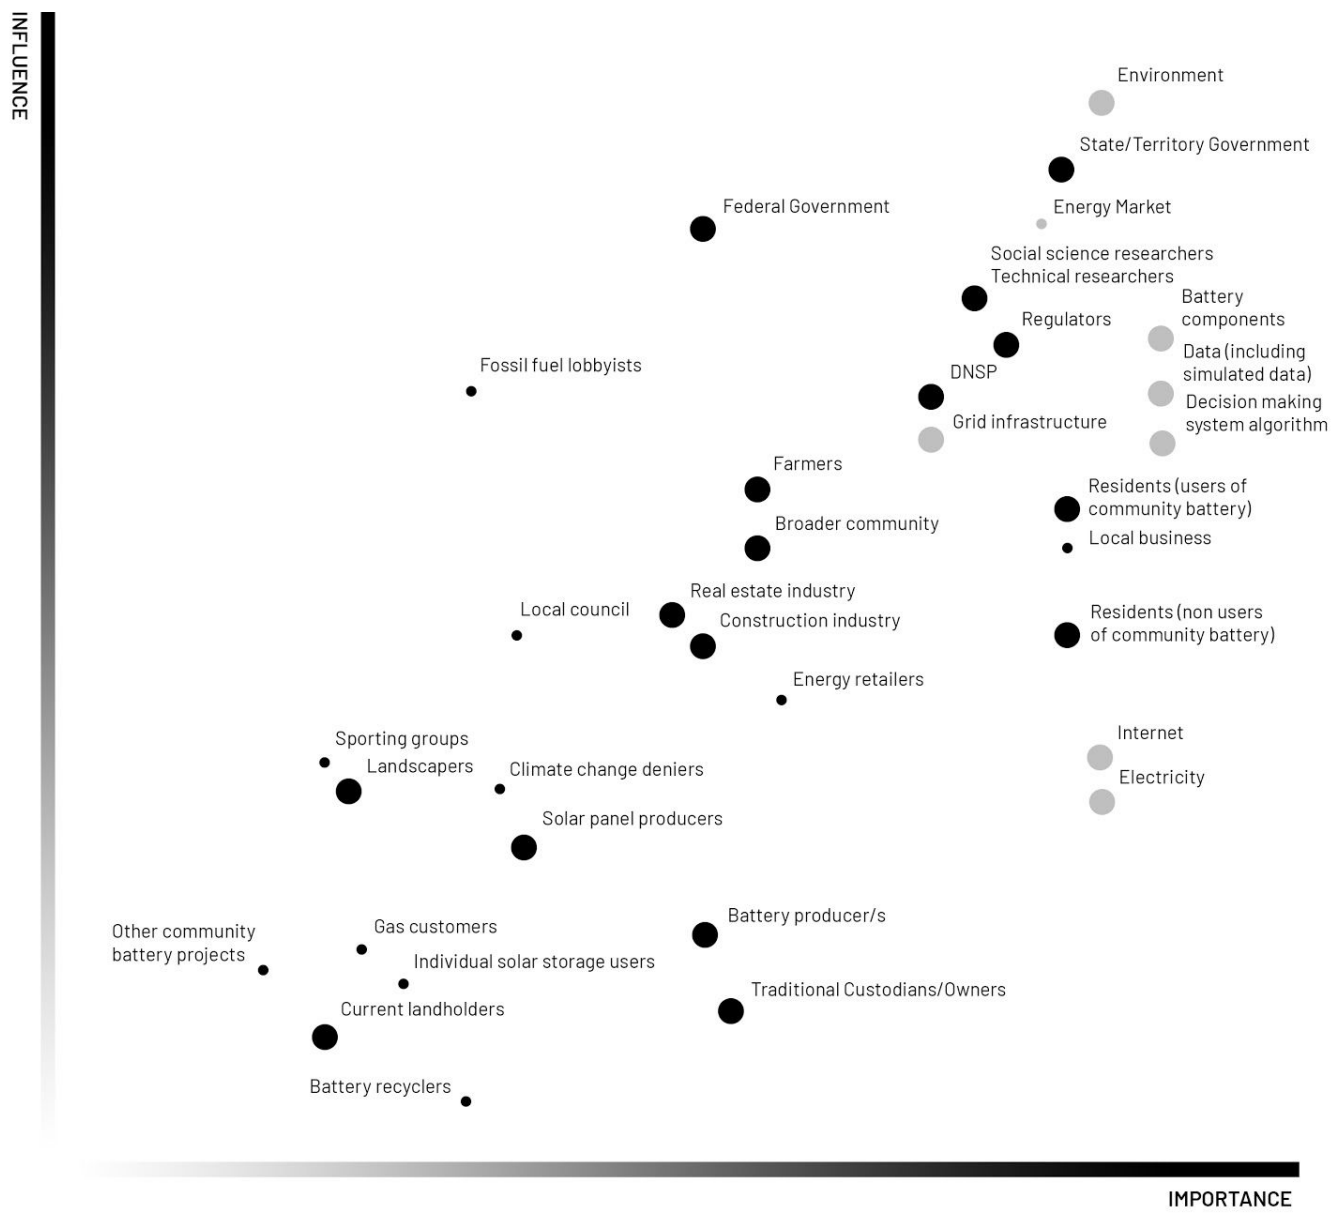 INFLUENCE
Environment
State/Territory Government
Federal Government
Energy Market
Social science researchers
Technical researchers
Battery
components
Regulators
Data (including
simulated data)
Fossil fuel lobbyists
DNSP
Decision making
system algorithm
Grid infrastructure
Farmers
Residents (users of
community battery)
Broader community
Local business
Real estate industry
Local council
Residents (non users
of community battery)
Construction industry
Energy retailers
Internet
Sporting groups
Landscapers
Climate change deniers
Electricity
Solar panel producers
Battery producer/s
Gas customers
Other community
battery projects
Individual solar storage users
Traditional Custodians/Owners
Current landholders
Battery recyclers
IMPORTANCE